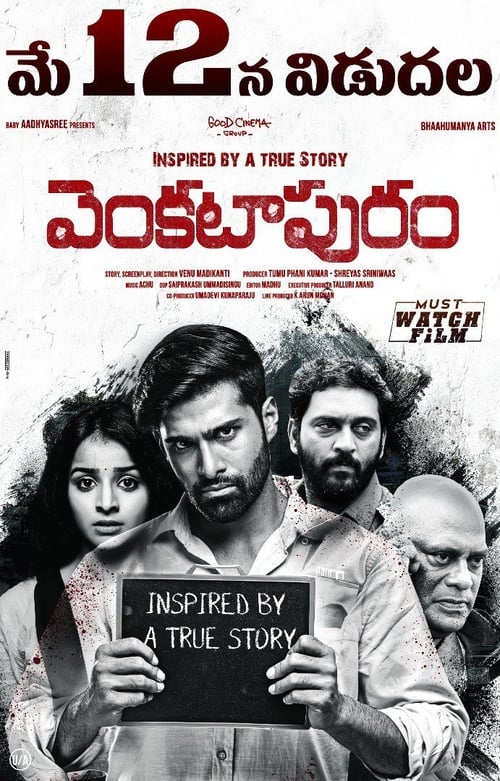 మే 12న విడుదల
BABY AADHYASREE PRESENTS
GOOD CINEMA
- GROUP -
BHAAHUMANYA ARTS
INSPIRED BY A TRUE STORY
వెంకటాపురం
STORY, SCREENPLAY, DIRECTION VENU MADIKANTI PRODUCER TUMU PHANI KUMAR - SHREYAS SRINIWAAS
MUSIC ACHU DOP SAIPRAKASH UMMADISINGU EDITOR MADHU EXECUTIVE PRODUCER TALLURI ANAND
CO-PRODUCER UMADEVI KUNAPARAJU LINE PRODUCER K ARUN MOHAN
MUST
WATCH
FiLM
INSPIRED BY
A TRUE STORY
U/A